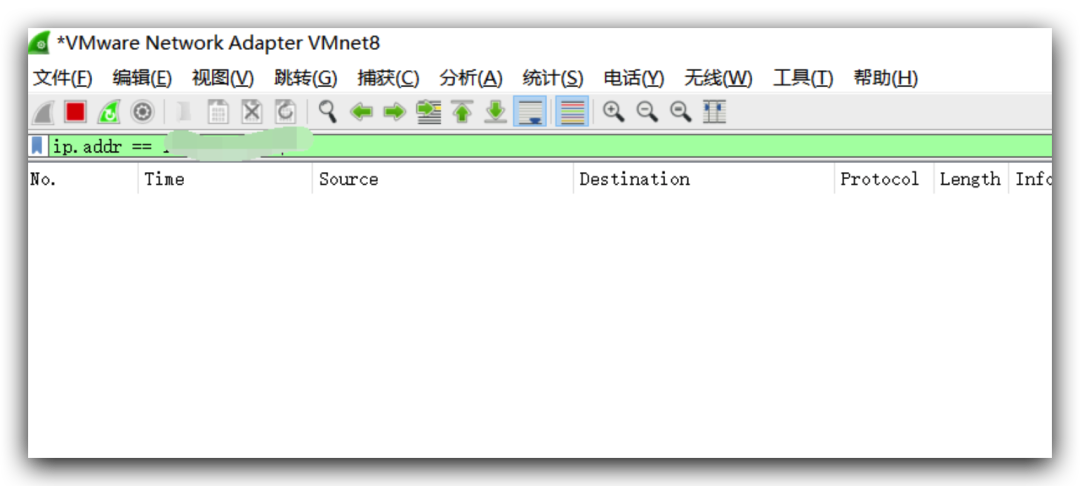 *VMware Network Adapter VMnet8
文件(F) 编辑(E) 视图(V) 跳转(G) 捕获(C) 分析(A) 统计(S) 电话(Y) 无线(W) 工具(T) 帮助(H)
ip.addr ==
No. Time Source Destination Protocol Length Info